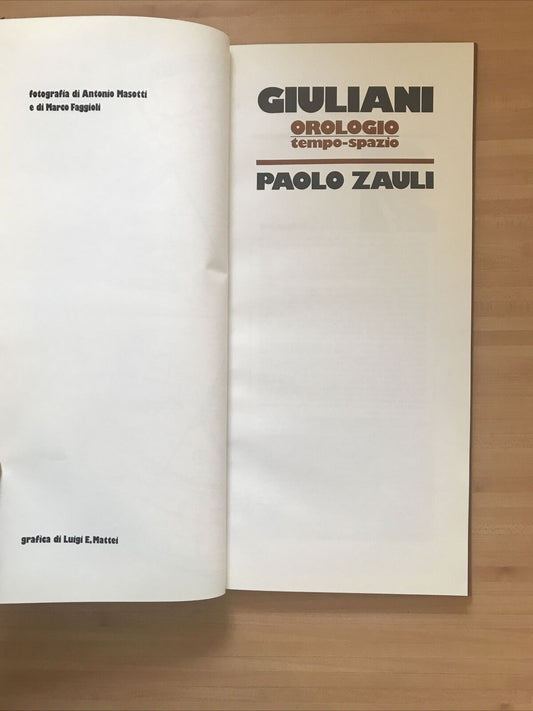 fotografia di Antonio Masotti
e di Marco Faggioli
grafica di Luigi E. Mattei
GIULIANI
OROLOGIO
tempo-spazio
PAOLO ZAULI